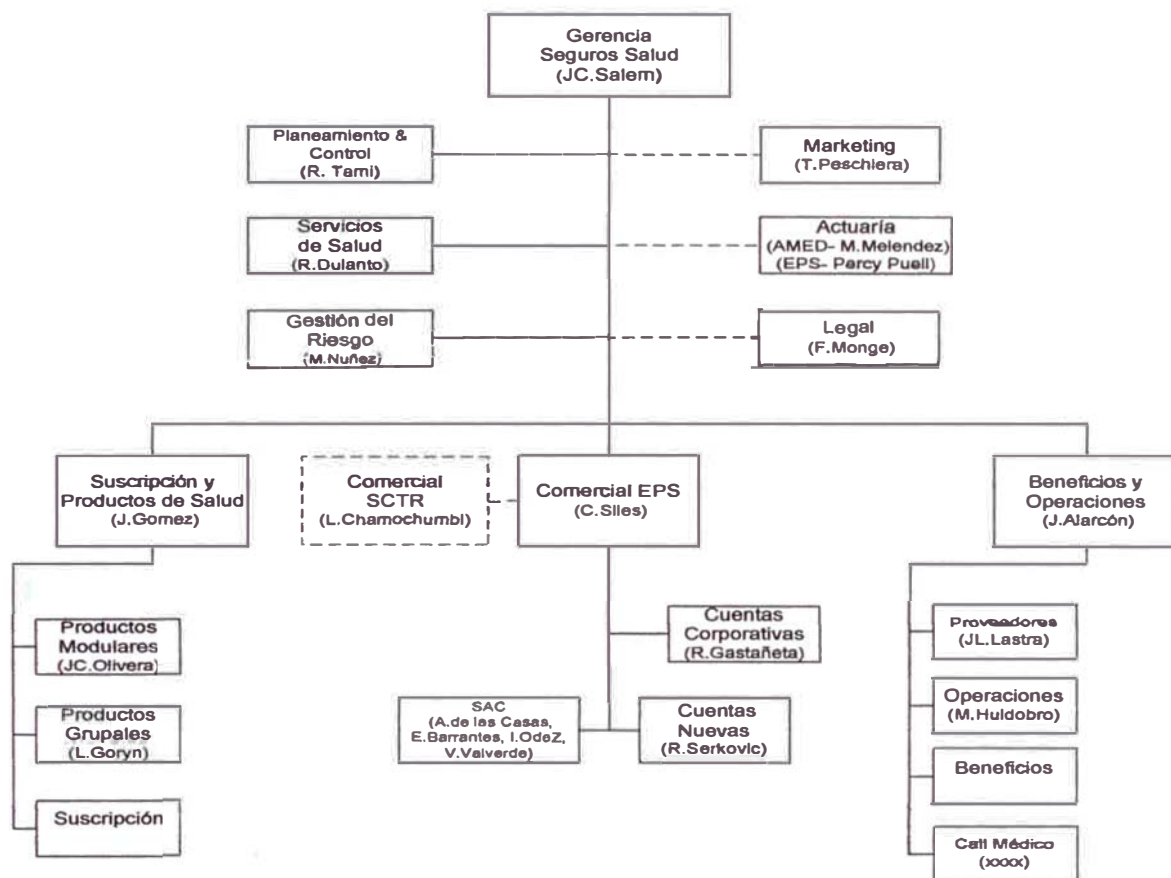 Gerencia
Seguros Salud
(JC.Salem)
Planeamiento &
Control
(R. Tami)
Marketing
(T.Peschiera)
Servicios
de Salud
(R.Dulanto)
Actuaría
(AMED- M.Melendez)
(EPS- Percy Puell)
Gestión del
Riesgo
(M.Nuñez)
Legal
(F.Monge)
Suscripción y
Productos de Salud
(J.Gomez)
Comercial
SCTR
(L.Chamochumbi)
Comercial EPS
(C.Siles)
Beneficios y
Operaciones
(J.Alarcón)
Productos
Modulares
(JC.Olivera)
Productos
Grupales
(L.Goryn)
Suscripción
Cuentas
Corporativas
(R.Gastañeta)
SAC
(A.de las Casas,
E.Barrantes, I.OdeZ,
V.Valverde)
Cuentas
Nuevas
(R.Serkovic)
Proveedores
(JL.Lastra)
Operaciones
(M.Huidobro)
Beneficios
Call Médico
(xxxx)